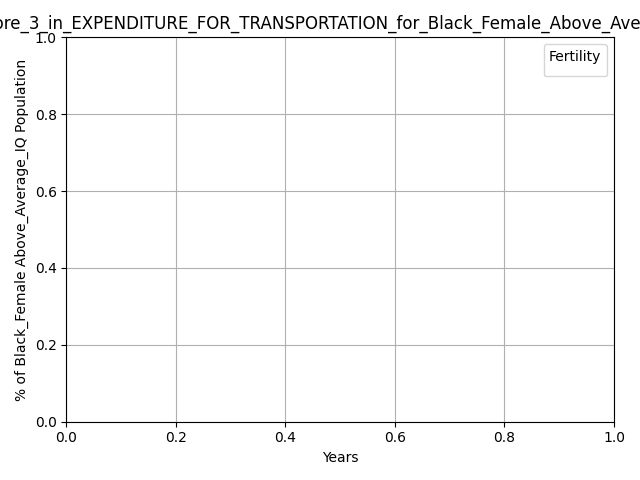 ore_3_in_EXPENDITURE_FOR_TRANSPORTATION_for_Black_Female_Above_Ave
Fertility
% of Black_Female Above_Average_IQ Population
1.0
0.8
0.6
0.4
0.2
0.0
0.0 0.2 0.4 0.6 0.8 1.0
Years